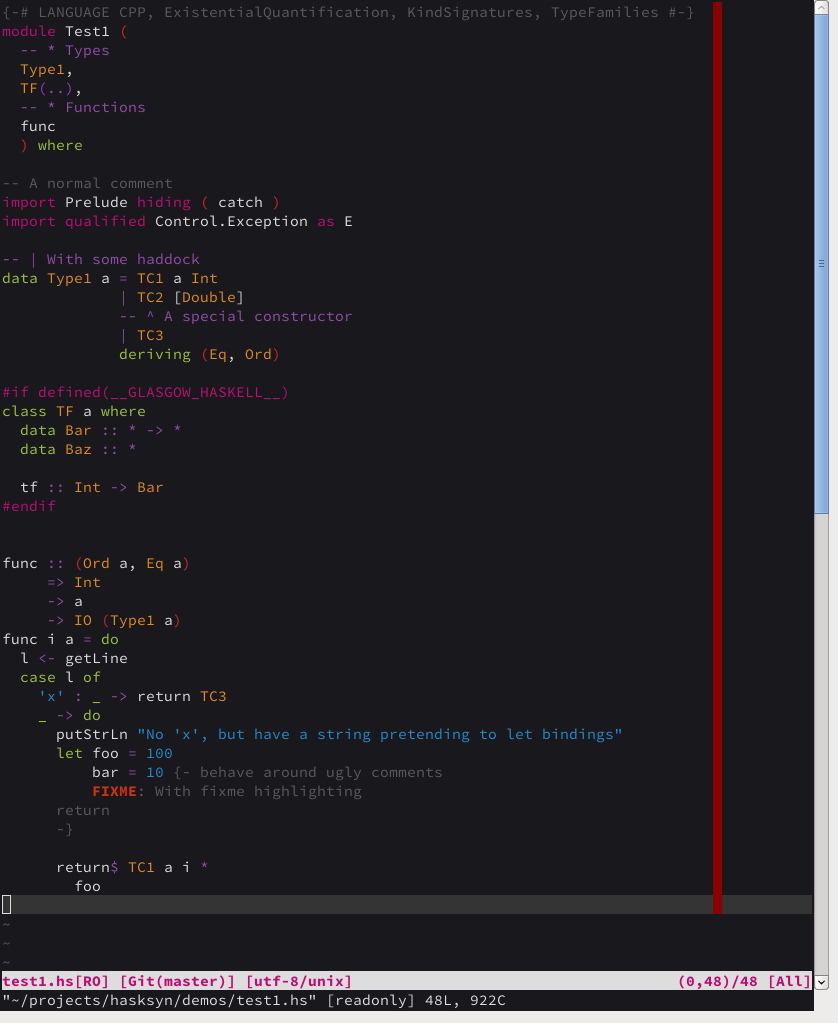 {-# LANGUAGE CPP, ExistentialQuantification, KindSignatures, TypeFamilies #-}
module Test1 (
  -- * Types
  Type1,
  TF(..),
  -- * Functions
  func
  ) where

-- A normal comment
import Prelude hiding ( catch )
import qualified Control.Exception as E

-- | With some haddock
data Type1 a = TC1 a Int
             | TC2 [Double]
             -- ^ A special constructor
             | TC3
             deriving (Eq, Ord)

#if defined(__GLASGOW_HASKELL__)
class TF a where
  data Bar :: * -> *
  data Baz :: *

  tf :: Int -> Bar
#endif


func :: (Ord a, Eq a)
     => Int
     -> a
     -> IO (Type1 a)
func i a = do
  l <- getLine
  case l of
    'x' : _ -> return TC3
    _ -> do
      putStrLn "No 'x', but have a string pretending to let bindings"
      let foo = 100
          bar = 10 {- behave around ugly comments
          FIXME: With fixme highlighting
      return
      -}

      return$ TC1 a i *
        foo

~
~
~
test1.hs[RO] [Git(master)] [utf-8/unix] (0,48)/48 [All]
"~/projects/hasksyn/demos/test1.hs" [readonly] 48L, 922C